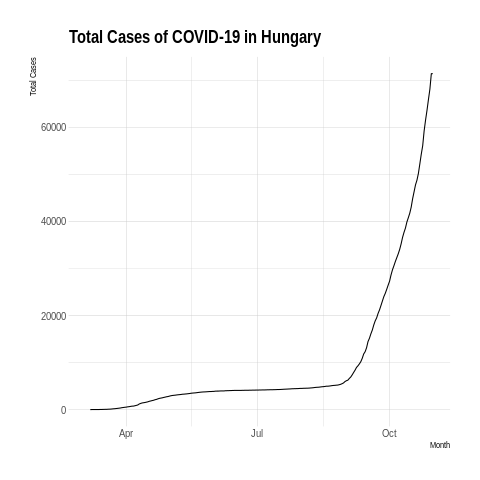 Total Cases of COVID-19 in Hungary
Total Cases
60000
40000
20000
0
Apr Jul Oct
Month